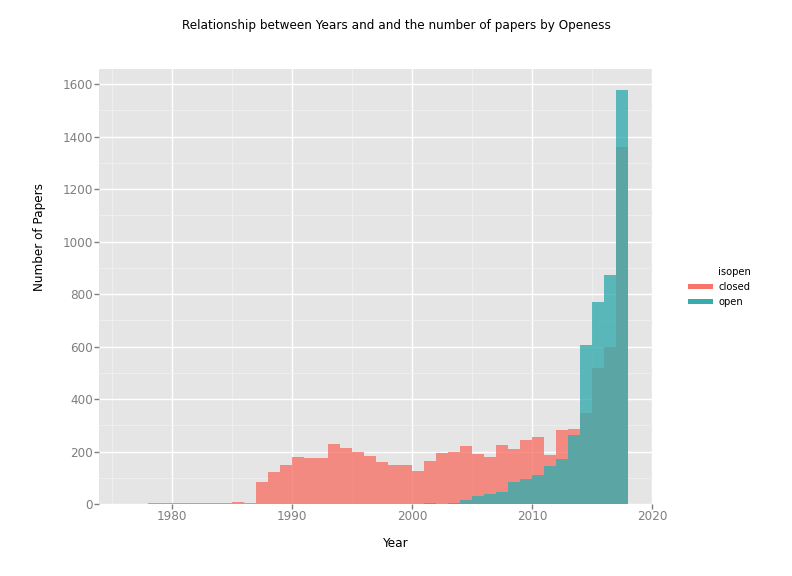 Relationship between Years and and the number of papers by Openess
1600
1400
1200
1000
800
600
400
200
0
Number of Papers
1980
1990
2000
2010
2020
Year
isopen
closed
open